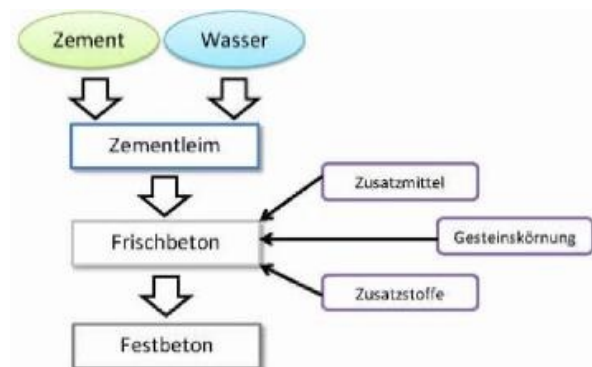 Zement
Wasser
Zementleim
Zusatzmittel
Frischbeton
Gesteinskörnung
Zusatzstoffe
Festbeton